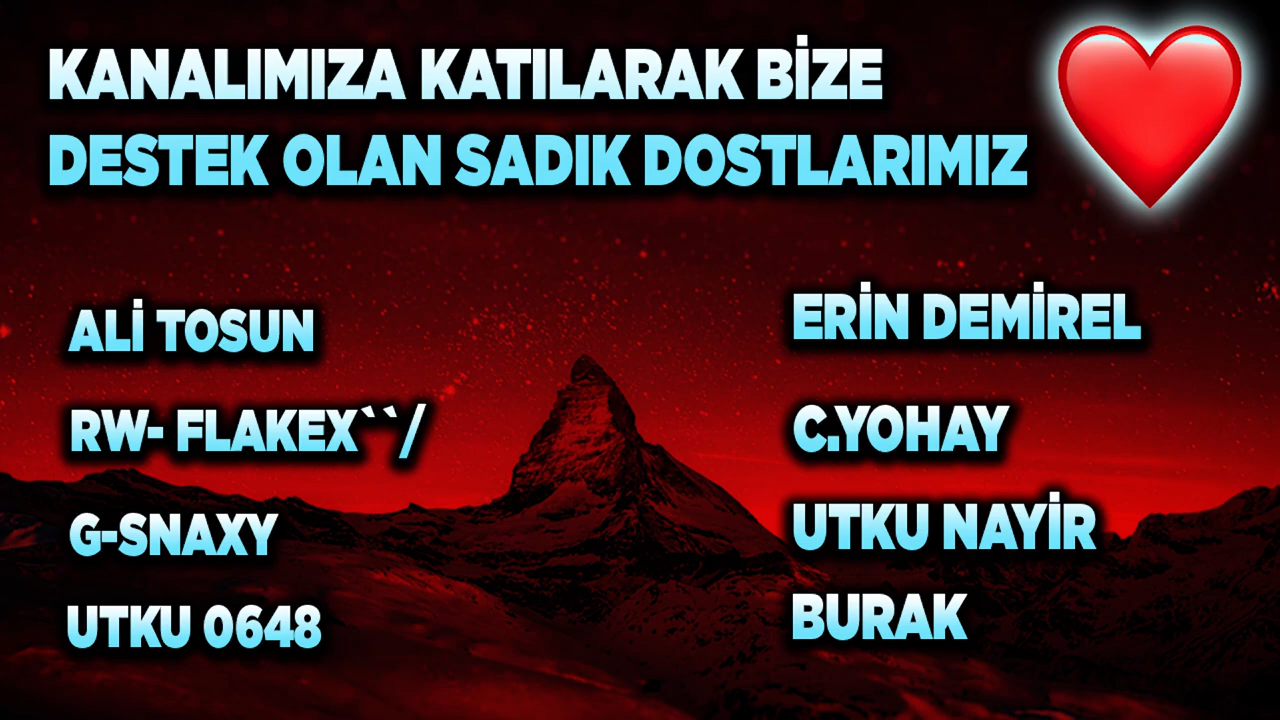 KANALIMIZA KATILARAK BİZE
DESTEK OLAN SADIK DOSTLARIMIZ
ALİ TOSUN
RW- FLAKEX``/
G-SNAXY
UTKU 0648
ERİN DEMİREL
C.YOHAY
UTKU NAYİR
BURAK